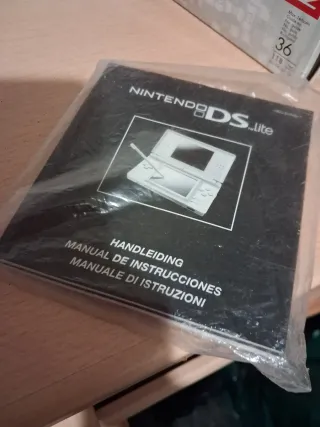 NINTENDO DS Lite
HANDLEIDING
MANUAL DE INSTRUCCIONES
MANUALE DI ISTRUZIONI
36